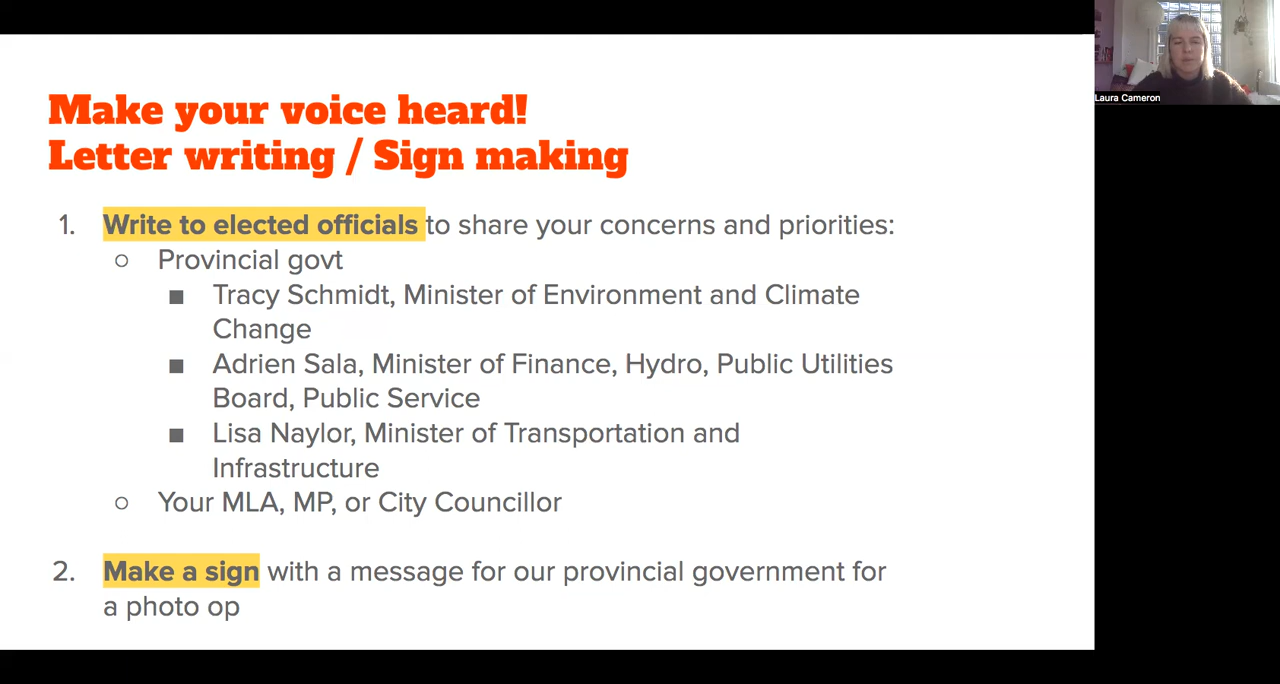 Make your voice heard!
Letter writing / Sign making
1. Write to elected officials to share your concerns and priorities:
○ Provincial govt
■ Tracy Schmidt, Minister of Environment and Climate
Change
■ Adrien Sala, Minister of Finance, Hydro, Public Utilities
Board, Public Service
■ Lisa Naylor, Minister of Transportation and
Infrastructure
○ Your MLA, MP, or City Councillor
2. Make a sign with a message for our provincial government for
a photo op
Laura Cameron